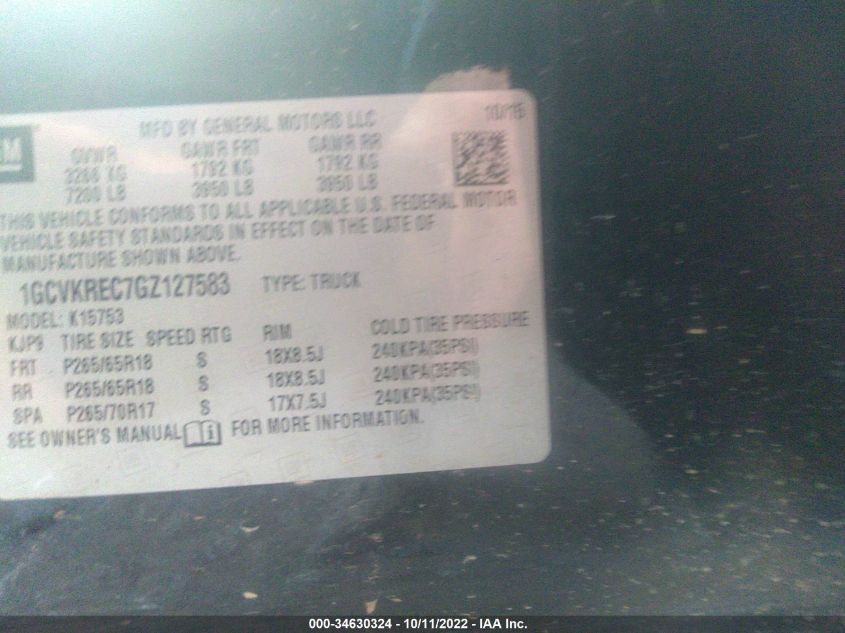 MFD BY GENERAL MOTORS LLC 10/15
GM
GVWR GAWR FRT GAWR RR
3266 KG 1792 KG 1792 KG
7200 LB 3950 LB 3950 LB
THIS VEHICLE CONFORMS TO ALL APPLICABLE U.S. FEDERAL MOTOR
VEHICLE SAFETY STANDARDS IN EFFECT ON THE DATE OF
MANUFACTURE SHOWN ABOVE.
1GCVKREC7GZ127583 TYPE: TRUCK
MODEL: K15753
KJP9 TIRE SIZE SPEED RTG RIM COLD TIRE PRESSURE
FRT P265/65R18 S 18X8.5J 240KPA(35PSI)
RR P265/65R18 S 18X8.5J 240KPA(35PSI)
SPA P265/70R17 S 17X7.5J 240KPA(35PSI)
SEE OWNER'S MANUAL FOR MORE INFORMATION.
000-34630324 - 10/11/2022 - IAA Inc.